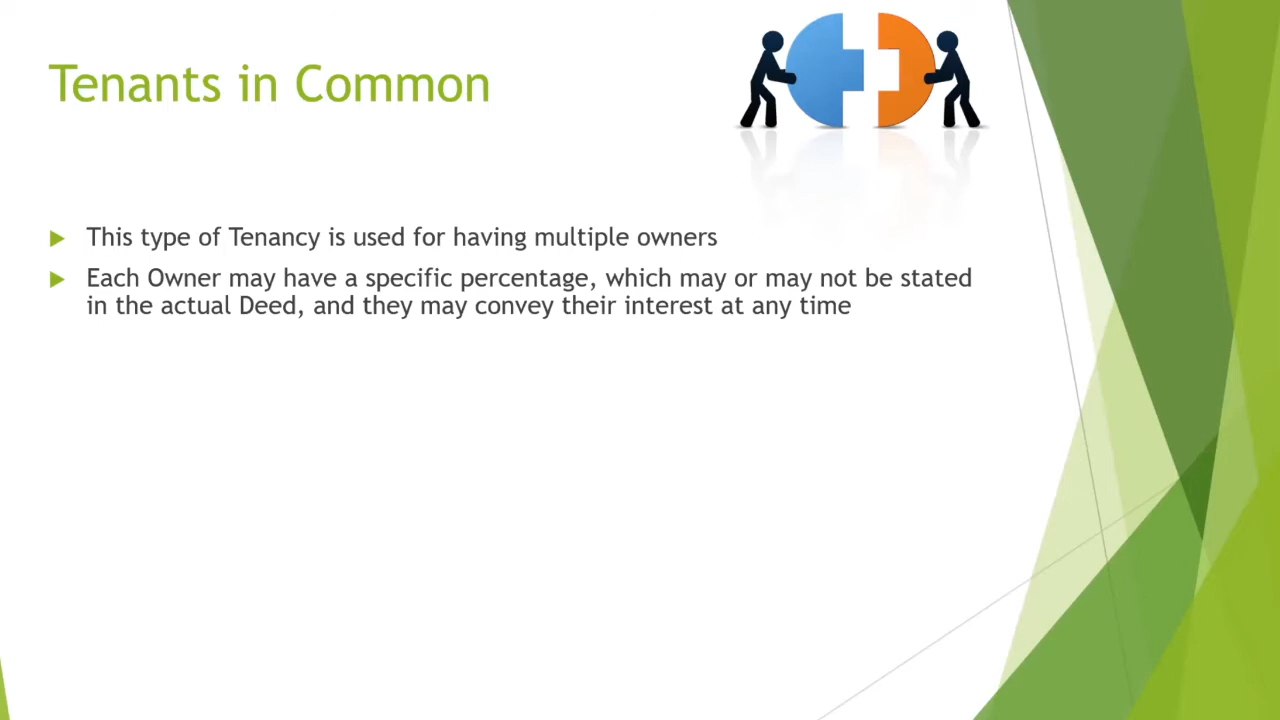 Tenants in Common
This type of Tenancy is used for having multiple owners
Each Owner may have a specific percentage, which may or may not be stated
in the actual Deed, and they may convey their interest at any time